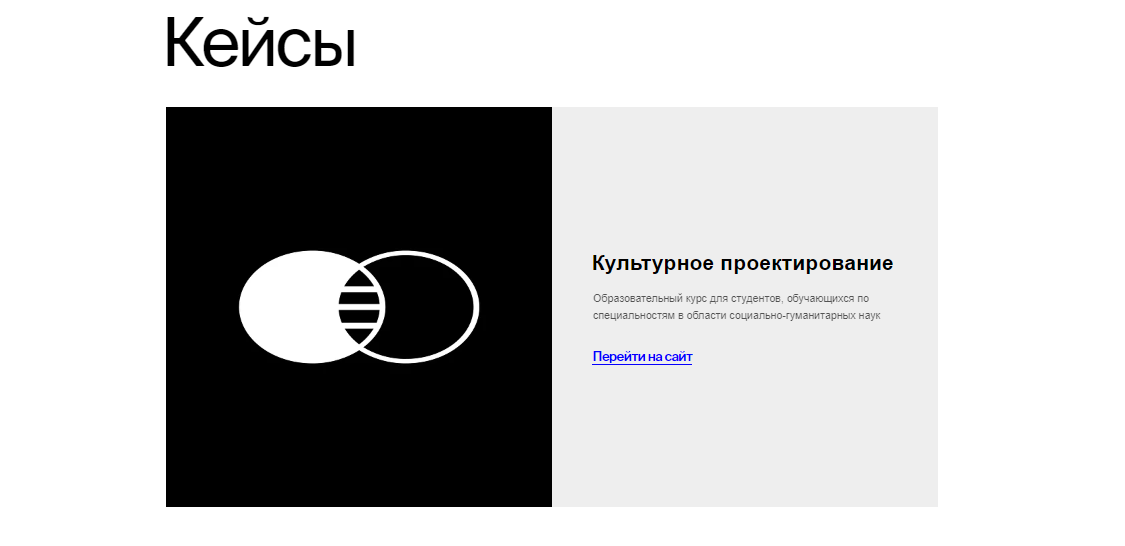 Кейсы
Культурное проектирование
Образовательный курс для студентов, обучающихся по
специальностям в области социально-гуманитарных наук
Перейти на сайт